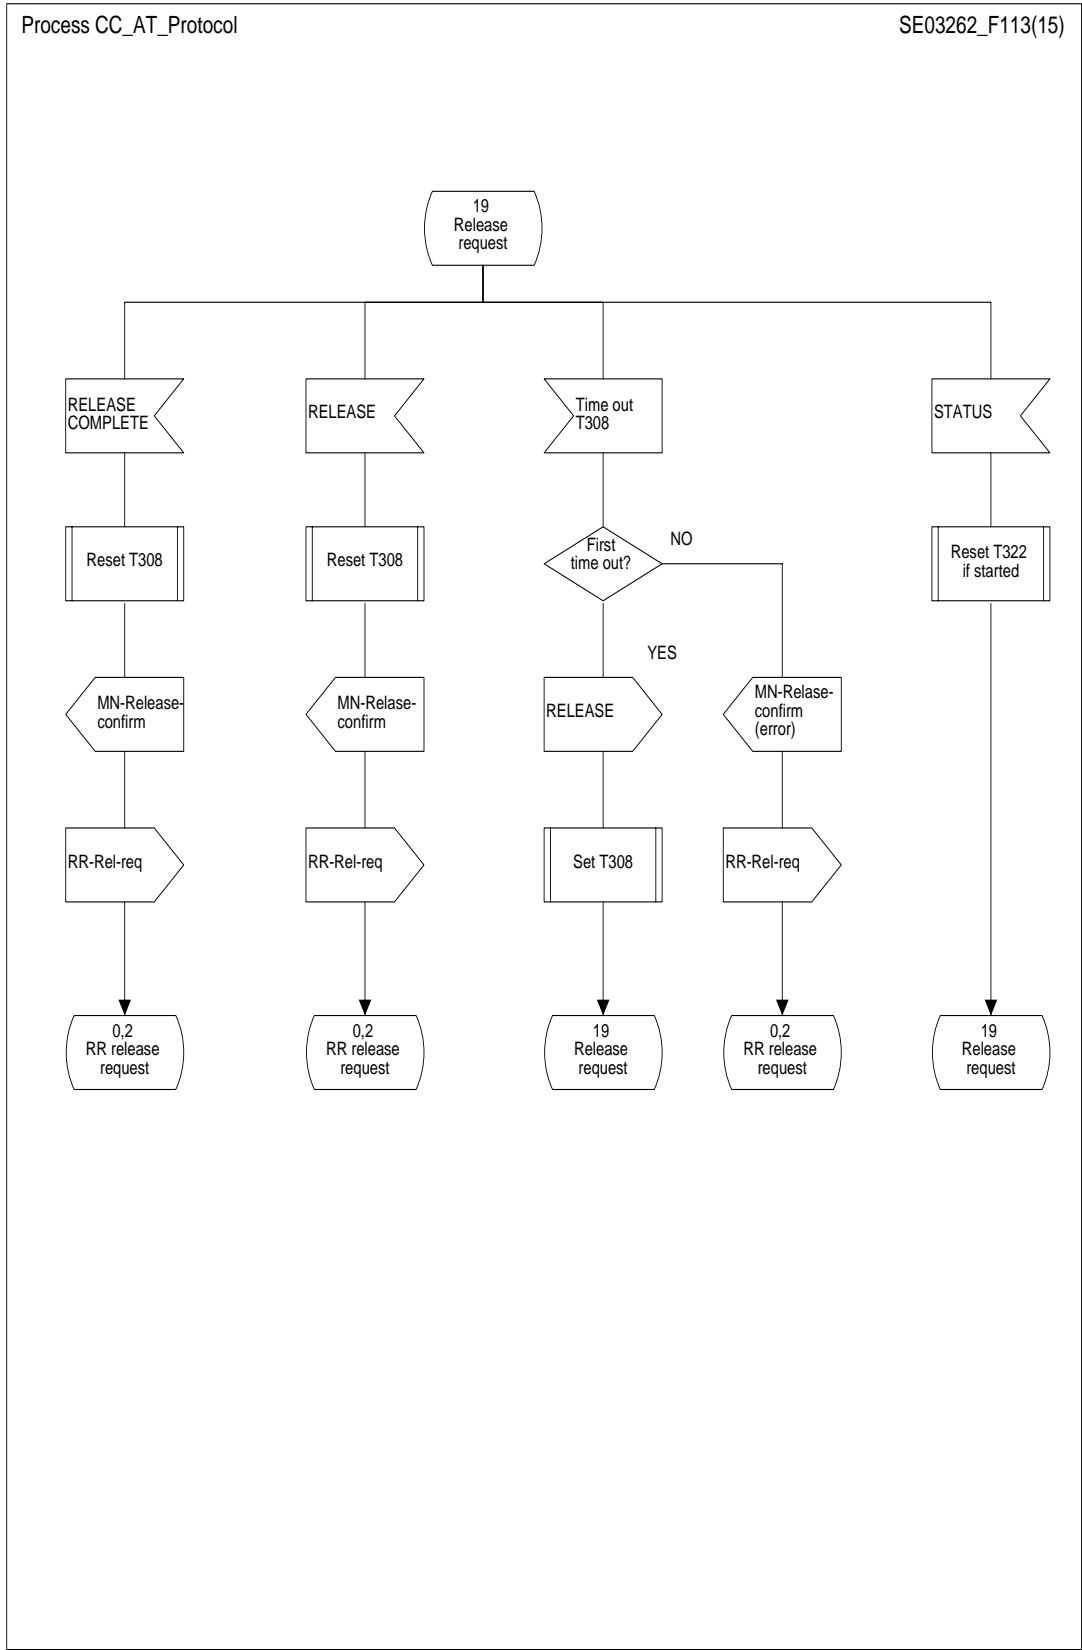 Process CC_AT_Protocol
SE03262_F113(15)
19
Release
request
RELEASE
COMPLETE
RELEASE
Time out
T308
STATUS
Reset T308
Reset T308
First
time out?
NO
Reset T322
if started
YES
MN-Release-
confirm
MN-Relase-
confirm
RELEASE
MN-Relase-
confirm
(error)
RR-Rel-req
RR-Rel-req
Set T308
RR-Rel-req
0,2
RR release
request
0,2
RR release
request
19
Release
request
0,2
RR release
request
19
Release
request